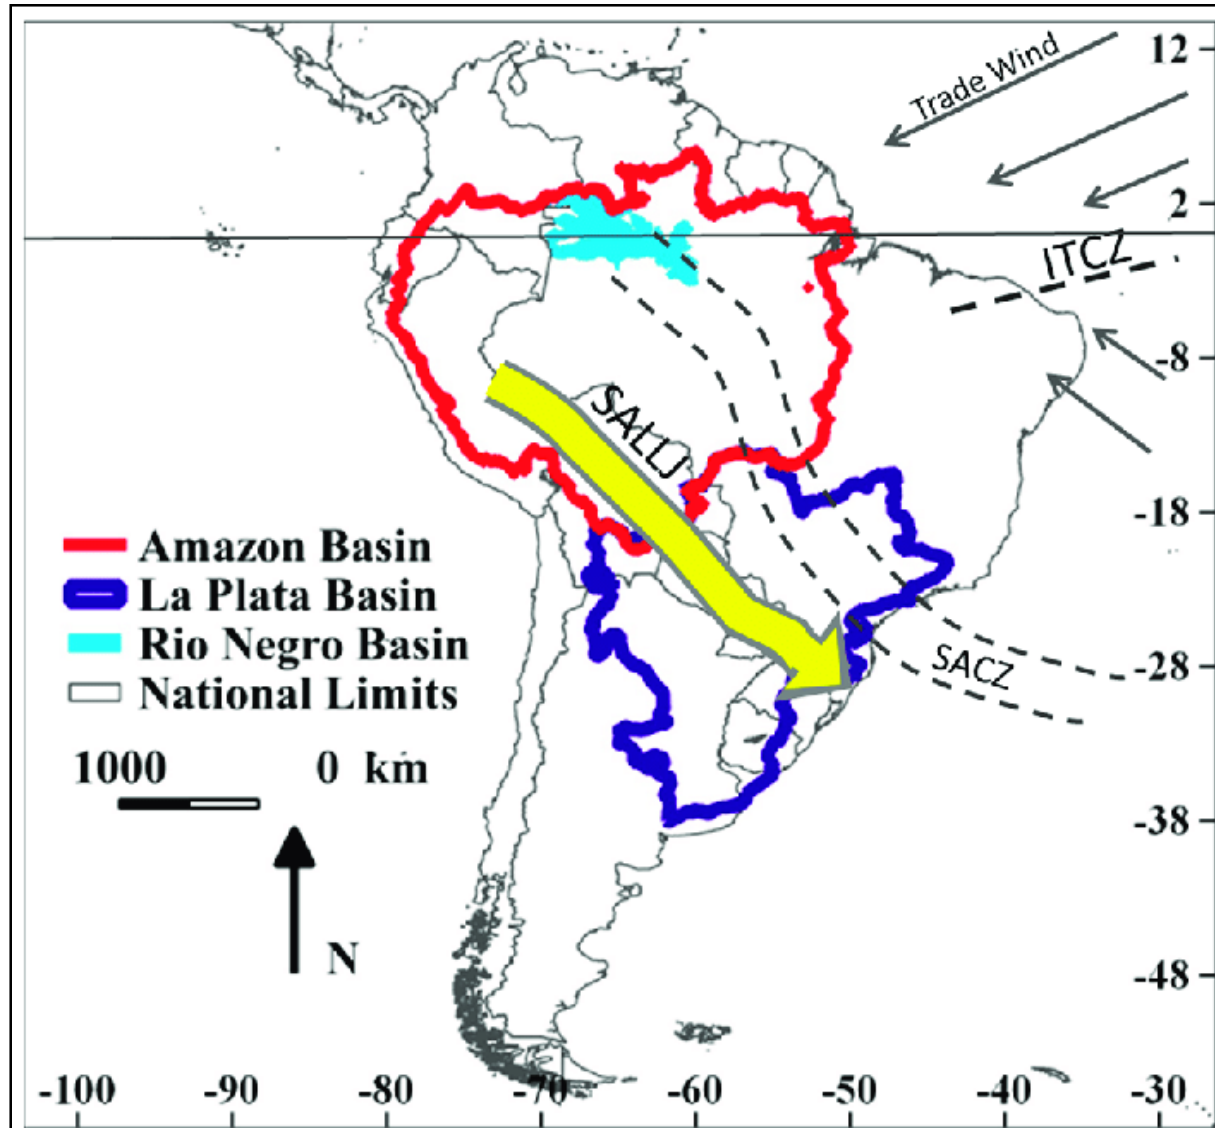 Trade Wind
12
2
ITCZ
-8
SALLJ
-18
Amazon Basin
La Plata Basin
Rio Negro Basin
National Limits
SACZ
-28
1000 0 km
-38
N
-48
-100 -90 -80 -70 -60 -50 -40 -30